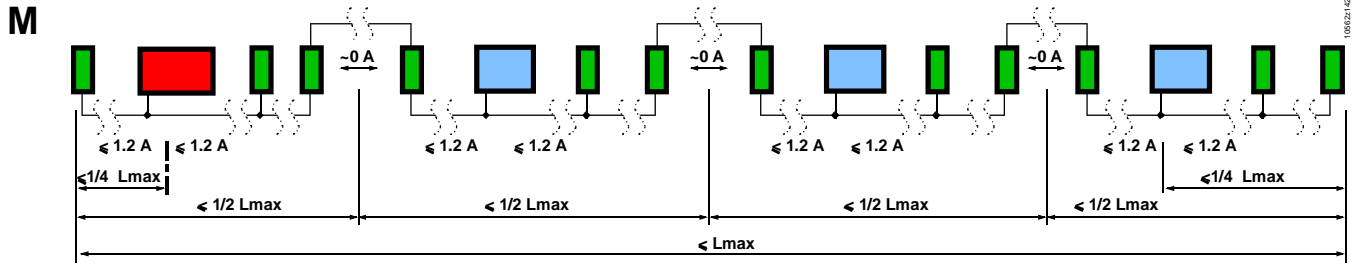 M
10562z142
~0 A ~0 A ~0 A
≤ 1.2 A ≤ 1.2 A ≤ 1.2 A ≤ 1.2 A ≤ 1.2 A ≤ 1.2 A ≤ 1.2 A ≤ 1.2 A
≤1/4 Lmax ≤1/4 Lmax
≤ 1/2 Lmax ≤ 1/2 Lmax ≤ 1/2 Lmax ≤ 1/2 Lmax
≤ Lmax